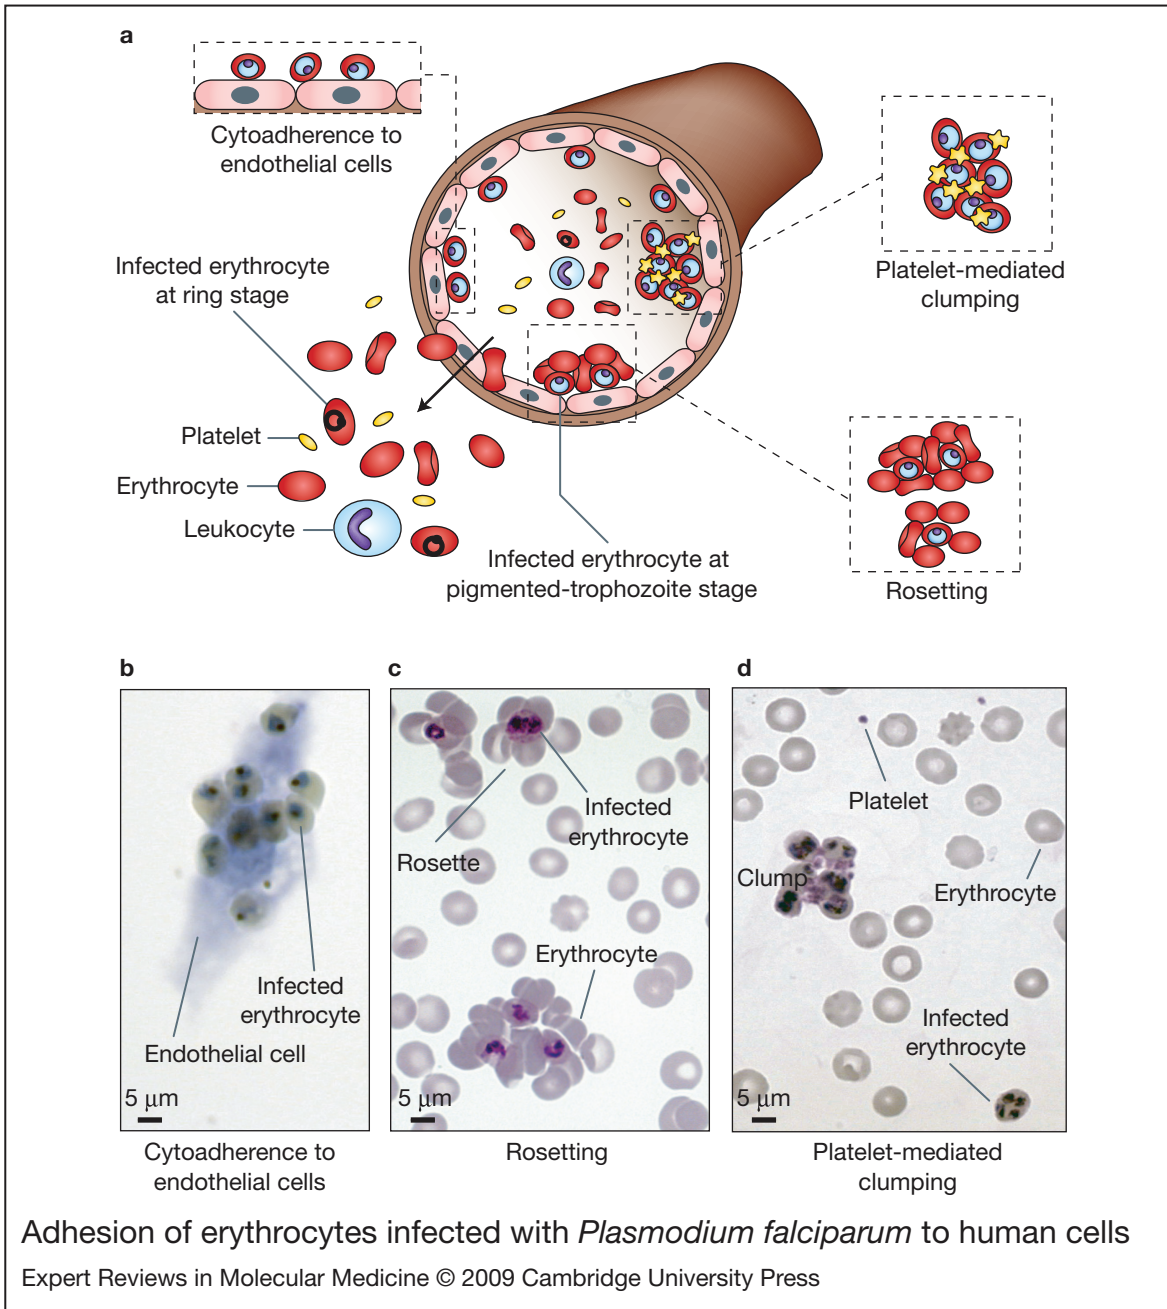 a
Cytoadherence to
endothelial cells
Infected erythrocyte
at ring stage
Platelet
Erythrocyte
Leukocyte
Infected erythrocyte at
pigmented-trophozoite stage
Platelet-mediated
clumping
Rosetting
b
Infected
erythrocyte
Endothelial cell
5 μm
Cytoadherence to
endothelial cells
c
Infected
erythrocyte
Rosette
Erythrocyte
5 μm
Rosetting
d
Platelet
Clump
Erythrocyte
Infected
erythrocyte
5 μm
Platelet-mediated
clumping
Adhesion of erythrocytes infected with Plasmodium falciparum to human cells
Expert Reviews in Molecular Medicine © 2009 Cambridge University Press